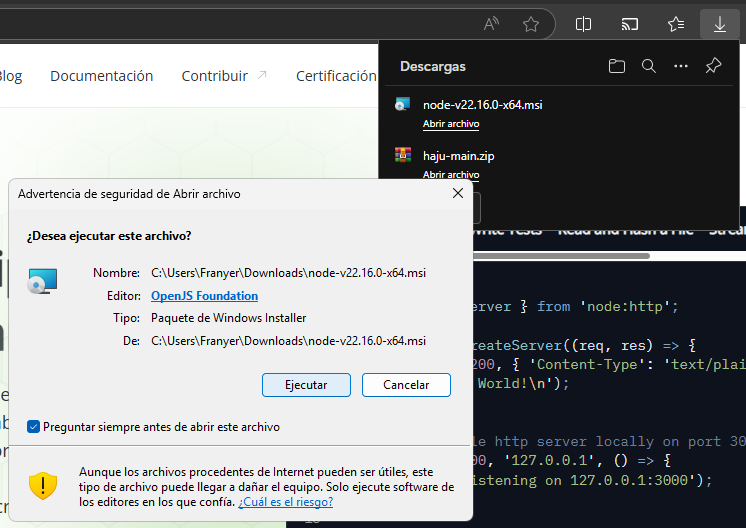 Blog Documentación Contribuir Certificación
Descargas
node-v22.16.0-x64.msi
Abrir archivo
haju-main.zip
Abrir archivo
Advertencia de seguridad de Abrir archivo
¿Desea ejecutar este archivo?
Nombre: C:\Users\Franyer\Downloads\node-v22.16.0-x64.msi
Editor: OpenJS Foundation
Tipo: Paquete de Windows Installer
De: C:\Users\Franyer\Downloads\node-v22.16.0-x64.msi
Ejecutar Cancelar
Preguntar siempre antes de abrir este archivo
Aunque los archivos procedentes de Internet pueden ser útiles, este
tipo de archivo puede llegar a dañar el equipo. Solo ejecute software de
los editores en los que confía. ¿Cuál es el riesgo?
Write Tests Read and Hash a File Strea
erver } from 'node:http';
reateServer((req, res) => {
200, { 'Content-Type': 'text/plai
World!\n');
le http server locally on port 30
00, '127.0.0.1', () => {
istening on 127.0.0.1:3000');